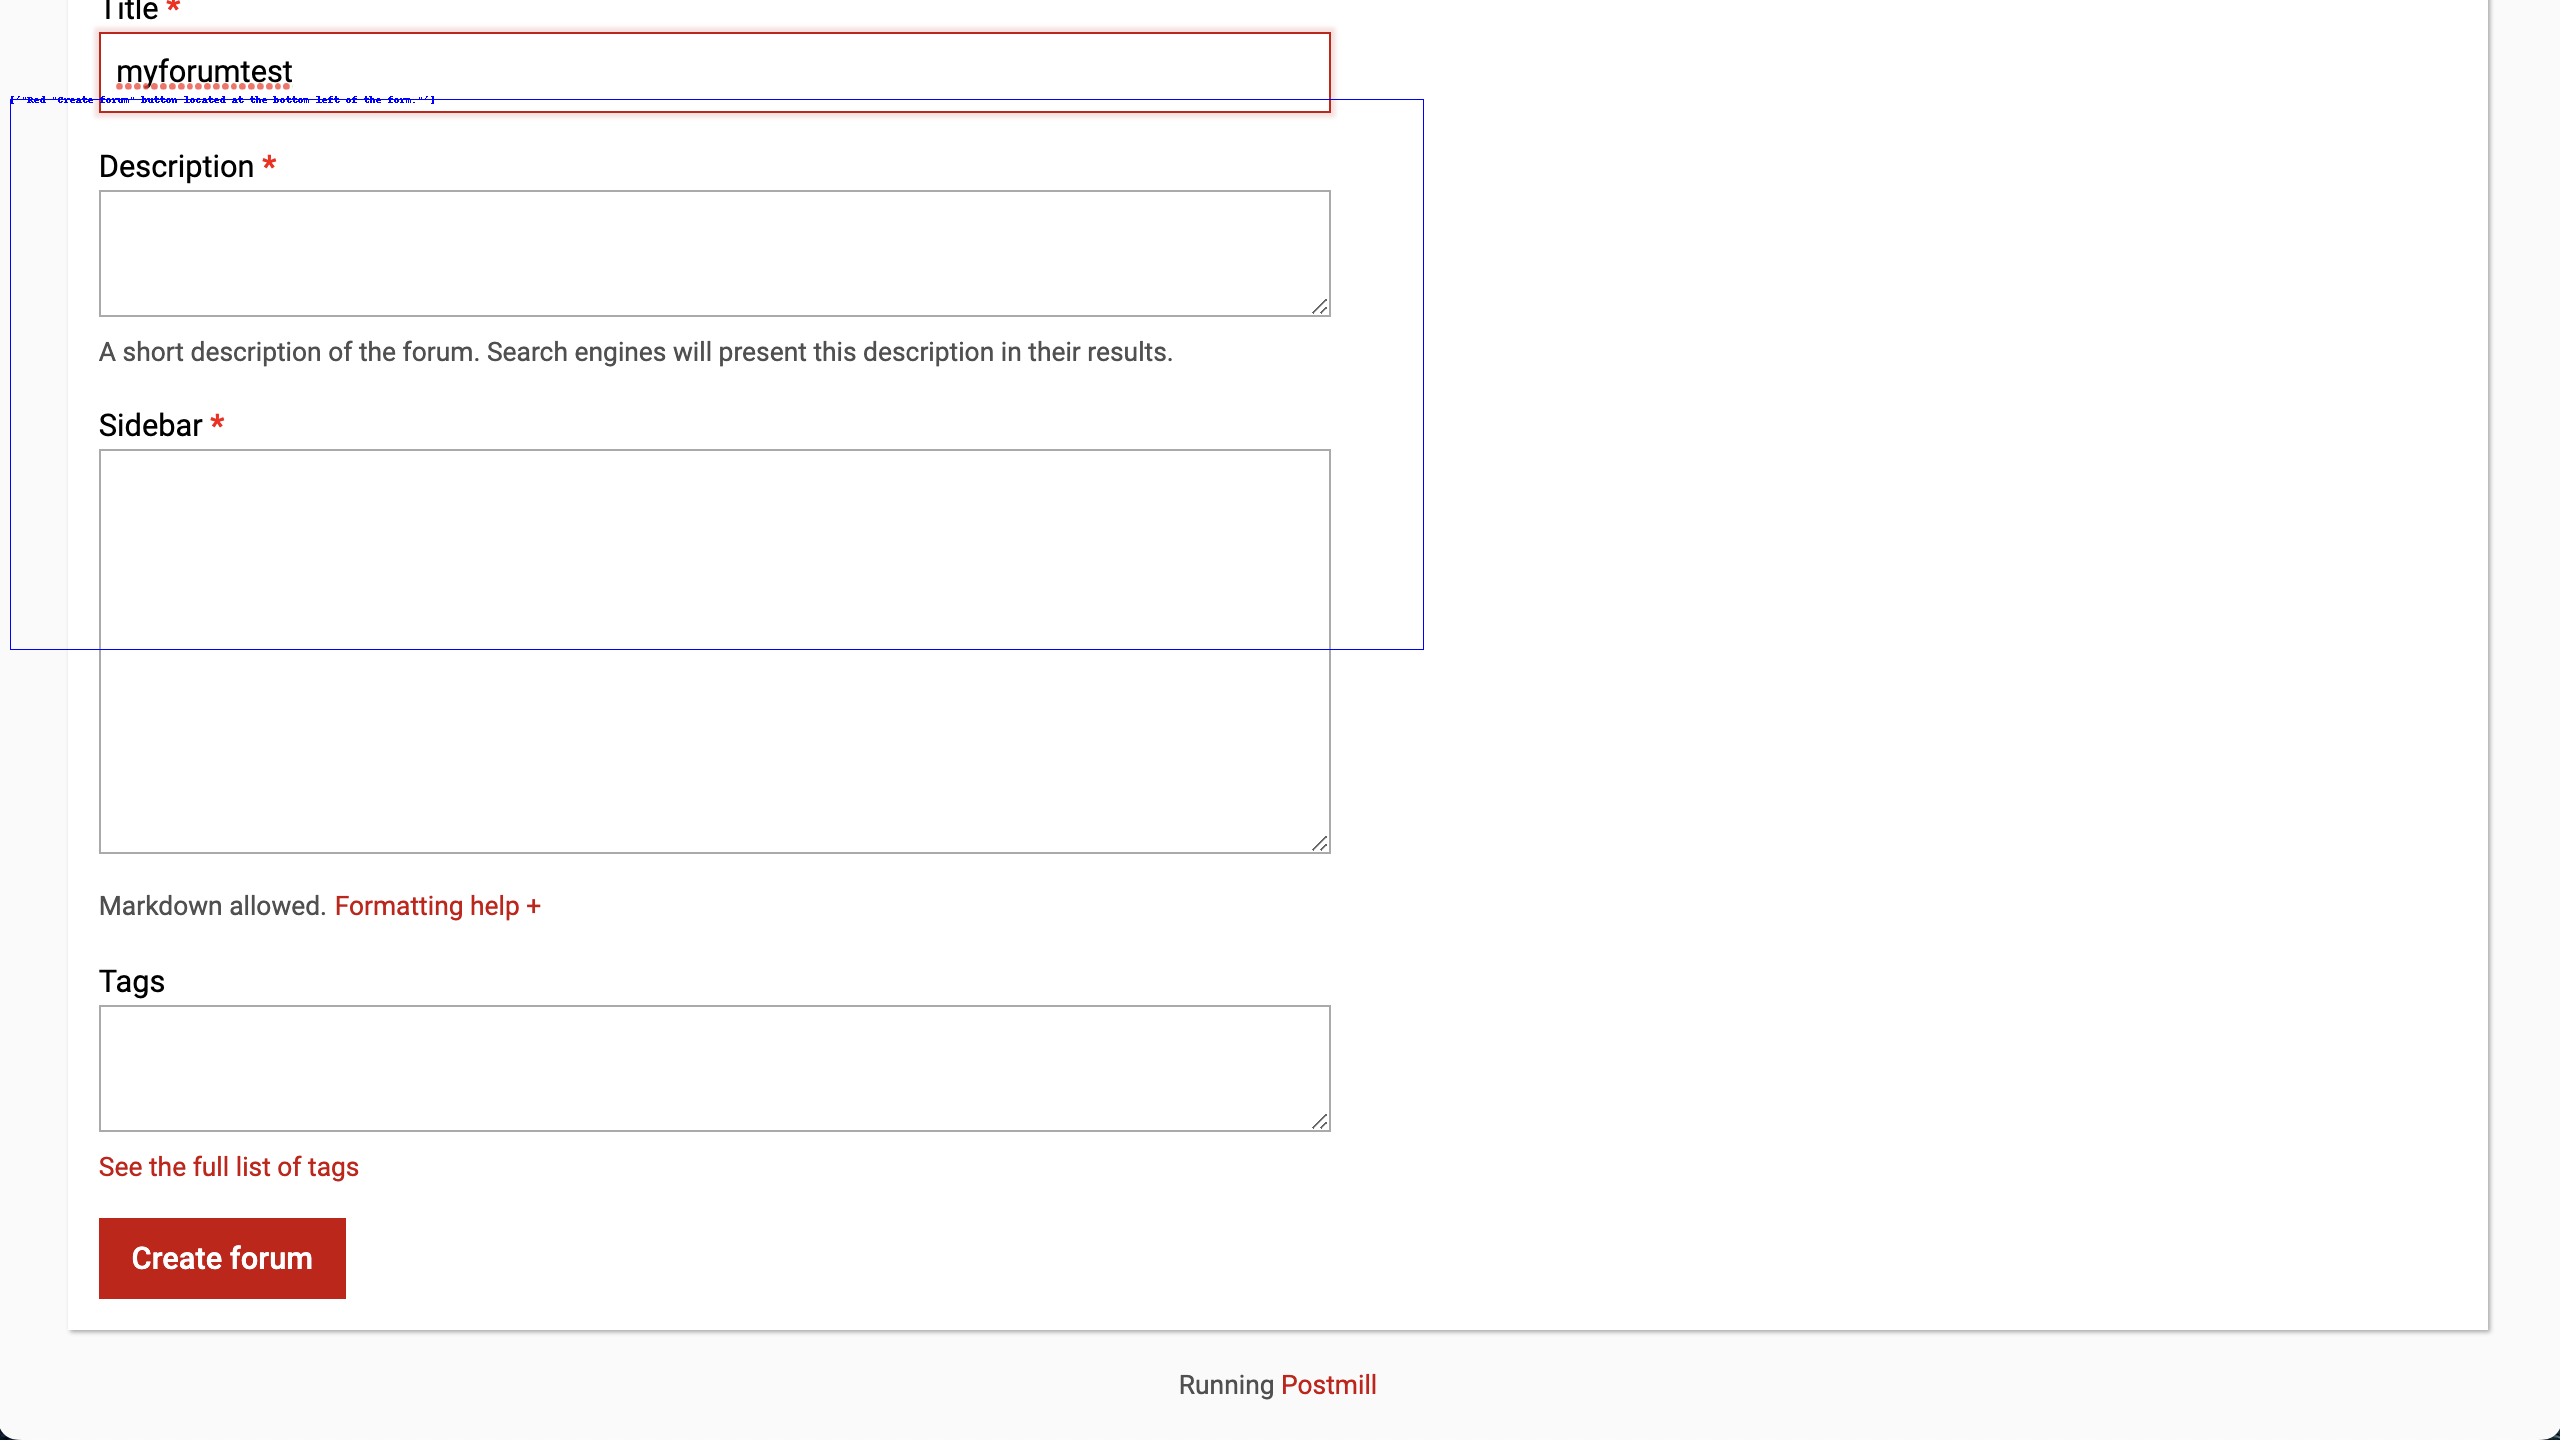 Title *
myforumtest
["Red "Create forum" button located at the bottom left of the form."']
Description *
A short description of the forum. Search engines will present this description in their results.
Sidebar *
Markdown allowed. Formatting help +
Tags
See the full list of tags
Create forum
Running Postmill